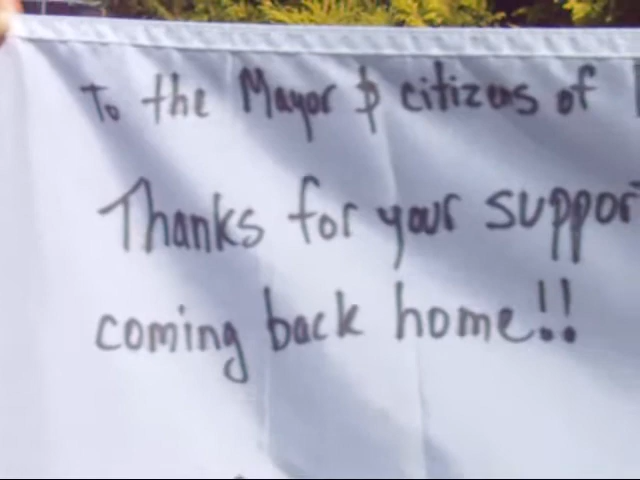 To the Mayor & citizens of
Thanks for your suppor
coming back home!!